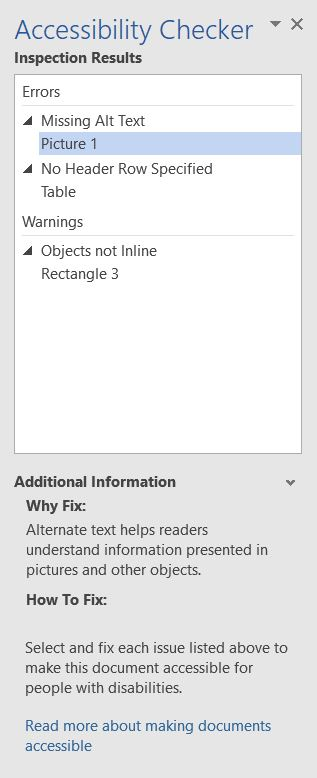 Accessibility Checker
Inspection Results
Errors
Missing Alt Text
Picture 1
No Header Row Specified
Table
Warnings
Objects not Inline
Rectangle 3
Additional Information
Why Fix:
Alternate text helps readers
understand information presented in
pictures and other objects.
How To Fix:
Select and fix each issue listed above to
make this document accessible for
people with disabilities.
Read more about making documents
accessible